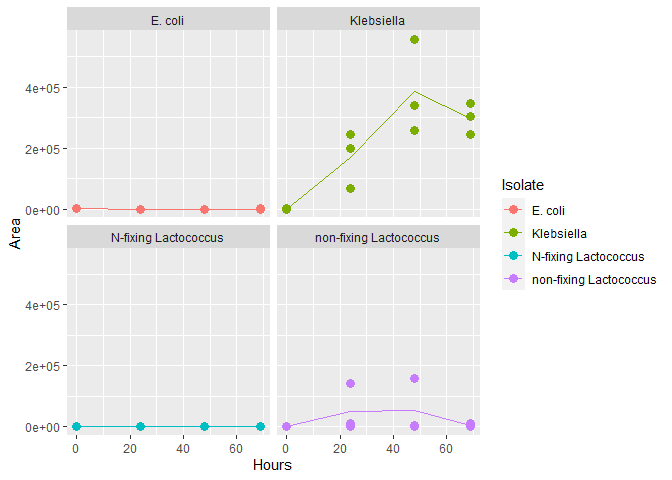 E. coli
Klebsiella
4e+05
2e+05
0e+00
N-fixing Lactococcus
non-fixing Lactococcus
4e+05
2e+05
0e+00
0 20 40 60
0 20 40 60
Hours
Area
Isolate
E. coli
Klebsiella
N-fixing Lactococcus
non-fixing Lactococcus